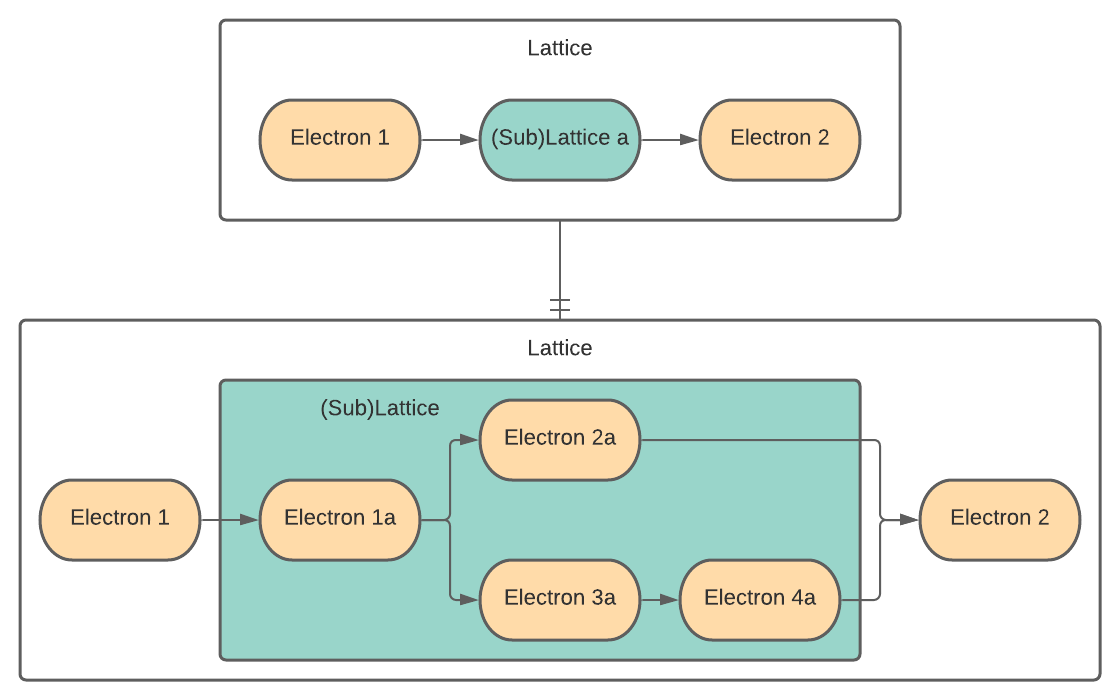 Lattice
Electron 1
(Sub)Lattice a
Electron 2
Lattice
(Sub)Lattice
Electron 2a
Electron 1
Electron 1a
Electron 2
Electron 3a
Electron 4a